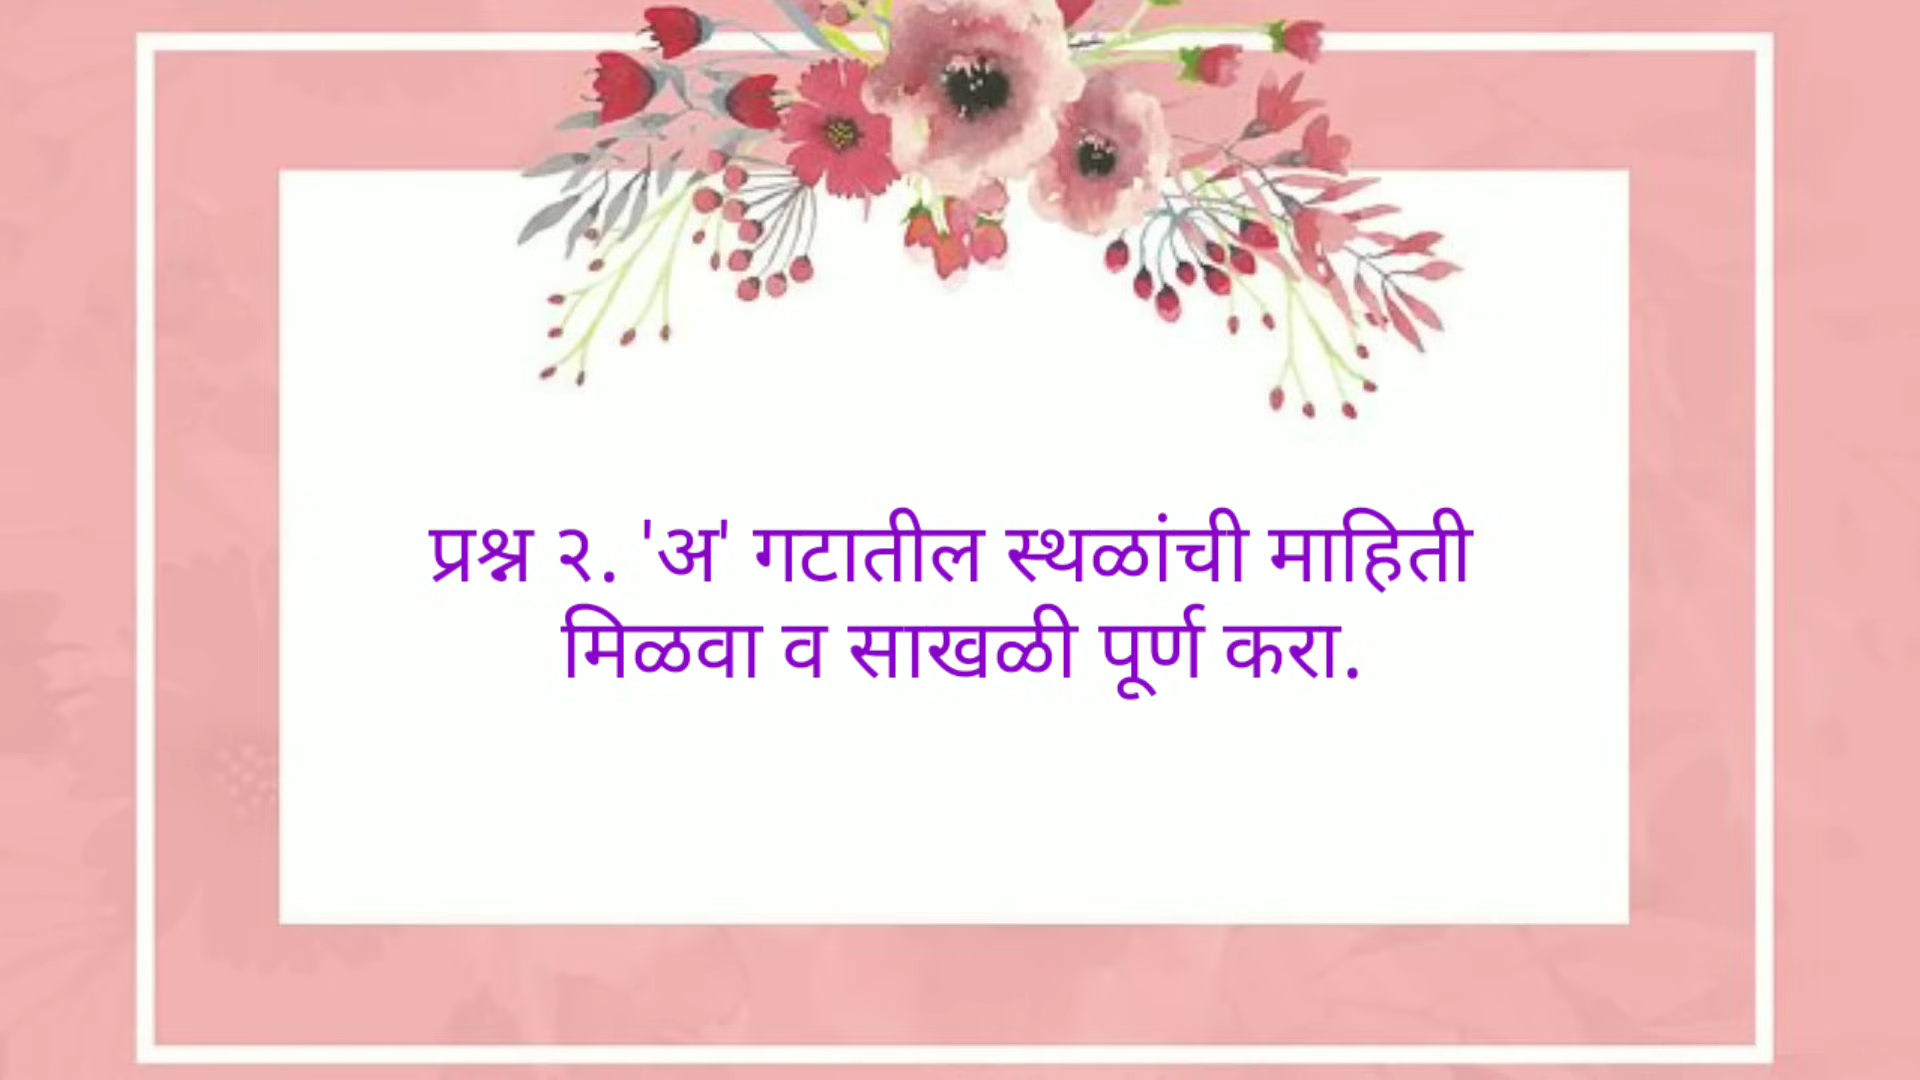 प्रश्न २. 'अ' गटातील स्थळांची माहिती
मिळवा व साखळी पूर्ण करा.